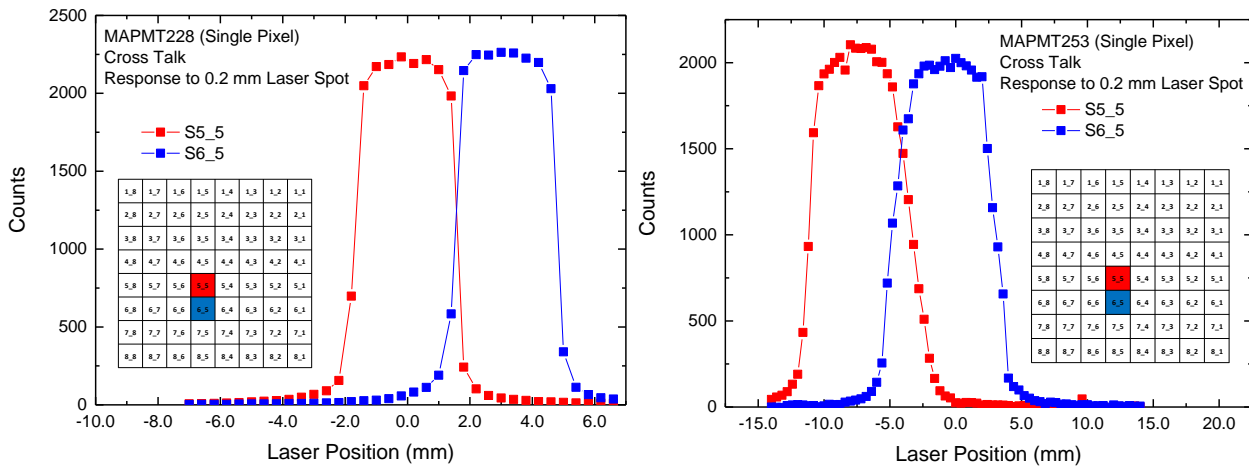 MAPMT228 (Single Pixel)
Cross Talk
Response to 0.2 mm Laser Spot
S5_5
S6_5
2500
2000
1500
1000
500
0
Counts
1_8 1_7 1_6 1_5 1_4 1_3 1_2 1_1
2_8 2_7 2_6 2_5 2_4 2_3 2_2 2_1
3_8 3_7 3_6 3_5 3_4 3_3 3_2 3_1
4_8 4_7 4_6 4_5 4_4 4_3 4_2 4_1
5_8 5_7 5_6 5_5 5_4 5_3 5_2 5_1
6_8 6_7 6_6 6_5 6_4 6_3 6_2 6_1
7_8 7_7 7_6 7_5 7_4 7_3 7_2 7_1
8_8 8_7 8_6 8_5 8_4 8_3 8_2 8_1
-10.0 -8.0 -6.0 -4.0 -2.0 0.0 2.0 4.0 6.0
Laser Position (mm)
MAPMT253 (Single Pixel)
Cross Talk
Response to 0.2 mm Laser Spot
S5_5
S6_5
2000
1500
1000
500
0
Counts
1_8 1_7 1_6 1_5 1_4 1_3 1_2 1_1
2_8 2_7 2_6 2_5 2_4 2_3 2_2 2_1
3_8 3_7 3_6 3_5 3_4 3_3 3_2 3_1
4_8 4_7 4_6 4_5 4_4 4_3 4_2 4_1
5_8 5_7 5_6 5_5 5_4 5_3 5_2 5_1
6_8 6_7 6_6 6_5 6_4 6_3 6_2 6_1
7_8 7_7 7_6 7_5 7_4 7_3 7_2 7_1
8_8 8_7 8_6 8_5 8_4 8_3 8_2 8_1
-15.0 -10.0 -5.0 0.0 5.0 10.0 15.0 20.0
Laser Position (mm)